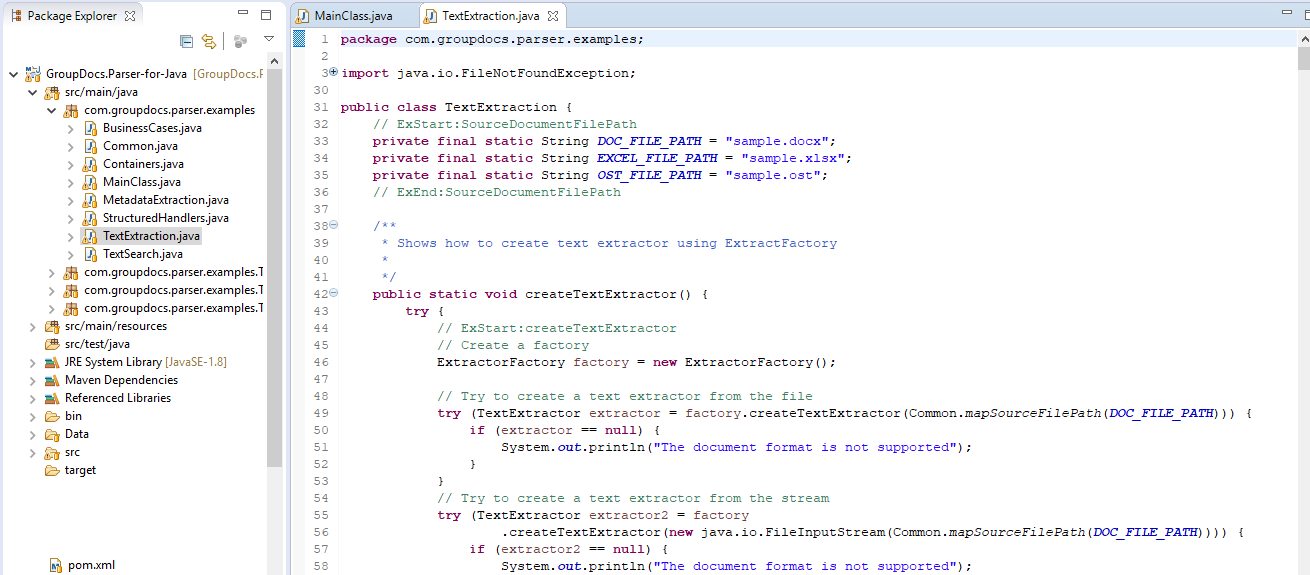 Package Explorer
GroupDocs.Parser-for-Java [GroupDocs.F
src/main/java
com.groupdocs.parser.examples
BusinessCases.java
Common.java
Containers.java
MainClass.java
MetadataExtraction.java
StructuredHandlers.java
TextExtraction.java
TextSearch.java
com.groupdocs.parser.examples.T
com.groupdocs.parser.examples.T
com.groupdocs.parser.examples.T
src/main/resources
src/test/java
JRE System Library [JavaSE-1.8]
Maven Dependencies
Referenced Libraries
bin
Data
src
target
pom.xml
MainClass.java
TextExtraction.java
1 package com.groupdocs.parser.examples;
2
3 import java.io.FileNotFoundException;
30
31 public class TextExtraction {
32 // ExStart:SourceDocumentFilePath
33 private final static String DOC_FILE_PATH = "sample.docx";
34 private final static String EXCEL_FILE_PATH = "sample.xlsx";
35 private final static String OST_FILE_PATH = "sample.ost";
36 // ExEnd:SourceDocumentFilePath
37
38 /**
39 * Shows how to create text extractor using ExtractFactory
40 *
41 */
42 public static void createTextExtractor() {
43 try {
44 // ExStart:createTextExtractor
45 // Create a factory
46 ExtractorFactory factory = new ExtractorFactory();
47
48 // Try to create a text extractor from the file
49 try (TextExtractor extractor = factory.createTextExtractor(Common.mapSourceFilePath(DOC_FILE_PATH))) {
50 if (extractor == null) {
51 System.out.println("The document format is not supported");
52 }
53 }
54 // Try to create a text extractor from the stream
55 try (TextExtractor extractor2 = factory
56 .createTextExtractor(new java.io.FileInputStream(Common.mapSourceFilePath(DOC_FILE_PATH)))) {
57 if (extractor2 == null) {
58 System.out.println("The document format is not supported");